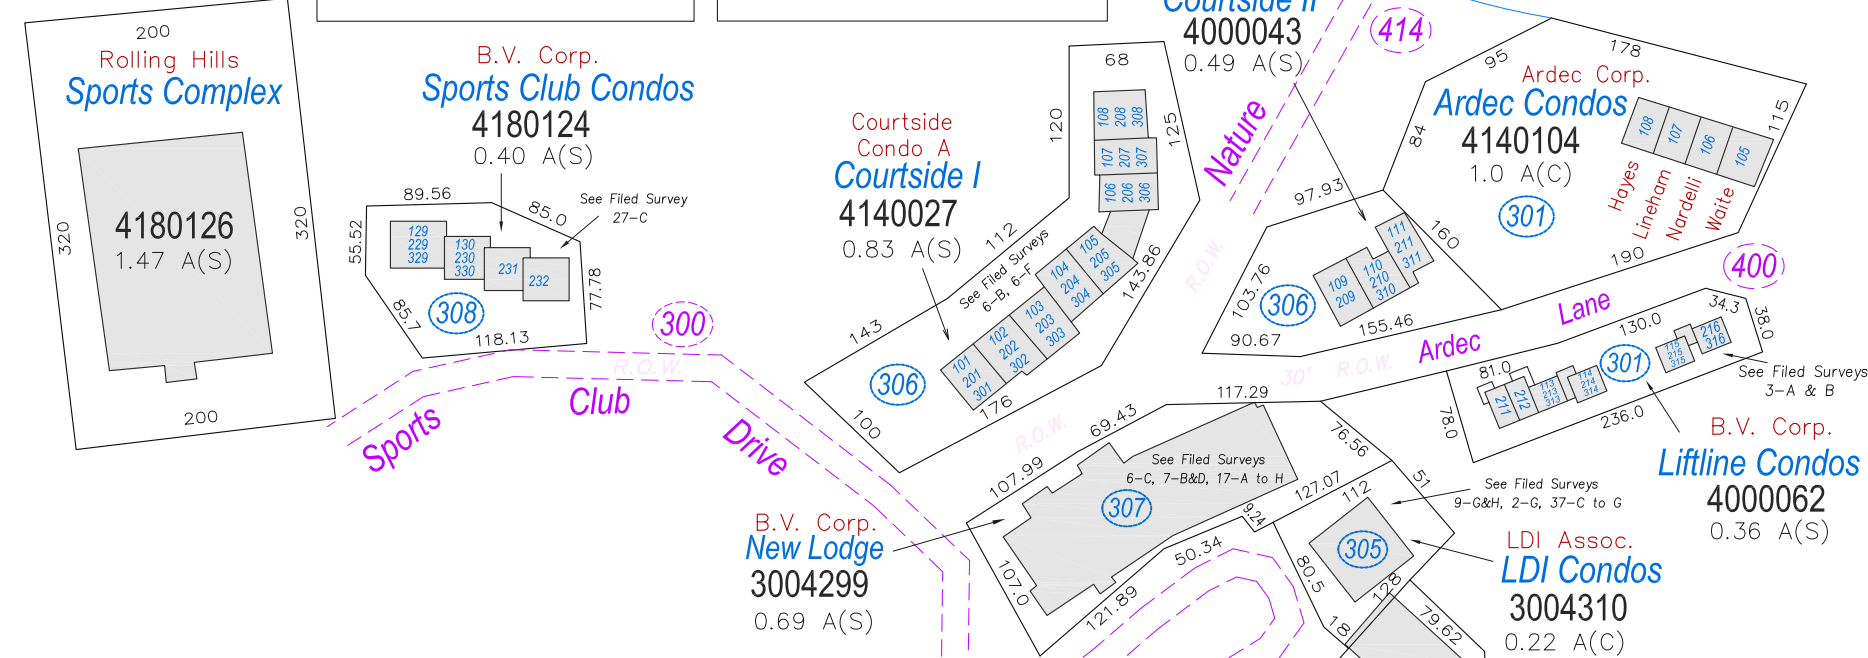 200
Rolling Hills
Sports Complex
320
4180126
1.47 A(S)
320
200
B.V. Corp.
Sports Club Condos
4180124
0.40 A(S)
89.56
85.0
See Filed Survey
27-C
55.52
129
229
329
130
230
330
231
232
77.78
85.7
308
118.13
300
R.O.W.
Sports
Club
Drive
Courtside
Condo A
Courtside I
4140027
0.83 A(S)
68
120
125
108 208 308
107 207 307
106 206 306
112
See Filed Surveys
6-B, 6-F
105
205
305
104
204
304
103
203
303
102
202
302
101
201
301
143.86
143
306
100
176
Courtside II
4000043
0.49 A(S)
414
Nature
R.O.W.
97.93
103.76
306
109
209
110
210
310
111
211
311
160
90.67
155.46
95
178
84
115
Ardec Corp.
Ardec Condos
4140104
1.0 A(C)
301
108
107
106
105
Hayes
Lineham
Nardelli
Waite
190
400
30' R.O.W.
Ardec
Lane
130.0
34.3
38.0
81.0
78.0
211
212
113
213
313
114
214
314
301
115
215
315
216
316
236.0
See Filed Surveys
3-A & B
B.V. Corp.
Liftline Condos
4000062
0.36 A(S)
117.29
69.43
R.O.W.
107.99
76.56
See Filed Surveys
6-C, 7-B&D, 17-A to H
307
127.07
9.24
B.V. Corp.
New Lodge
3004299
0.69 A(S)
107.0
121.89
50.34
51
112
See Filed Surveys
9-G&H, 2-G, 37-C to G
305
80.5
128
18
79.62
LDI Assoc.
LDI Condos
3004310
0.22 A(C)